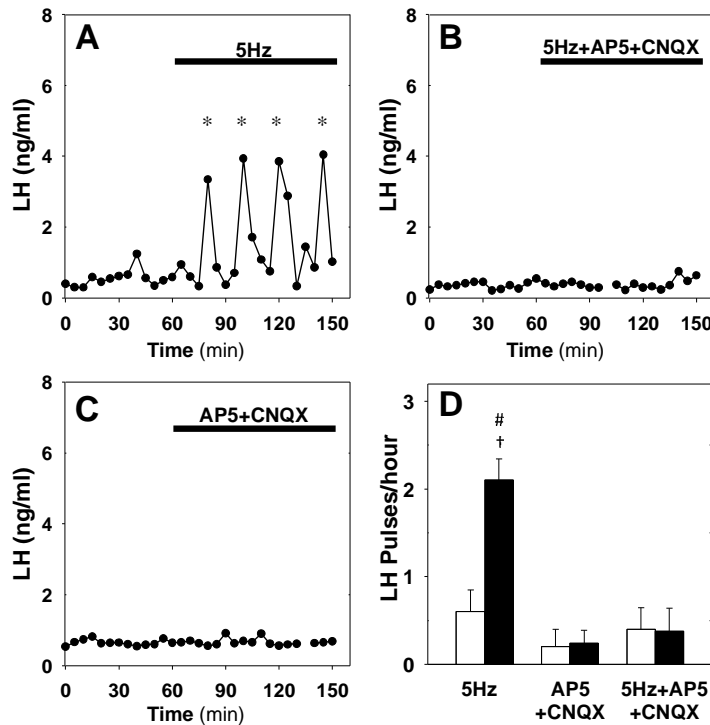 A
5Hz
* * * *
8
6
4
2
0
LH (ng/ml)
0 30 60 90 120 150
Time (min)
B
5Hz+AP5+CNQX
8
6
4
2
0
LH (ng/ml)
0 30 60 90 120 150
Time (min)
C
AP5+CNQX
8
6
4
2
0
LH (ng/ml)
0 30 60 90 120 150
Time (min)
D
#
†
3
2
1
0
LH Pulses/hour
5Hz AP5 5Hz+AP5
+CNQX +CNQX